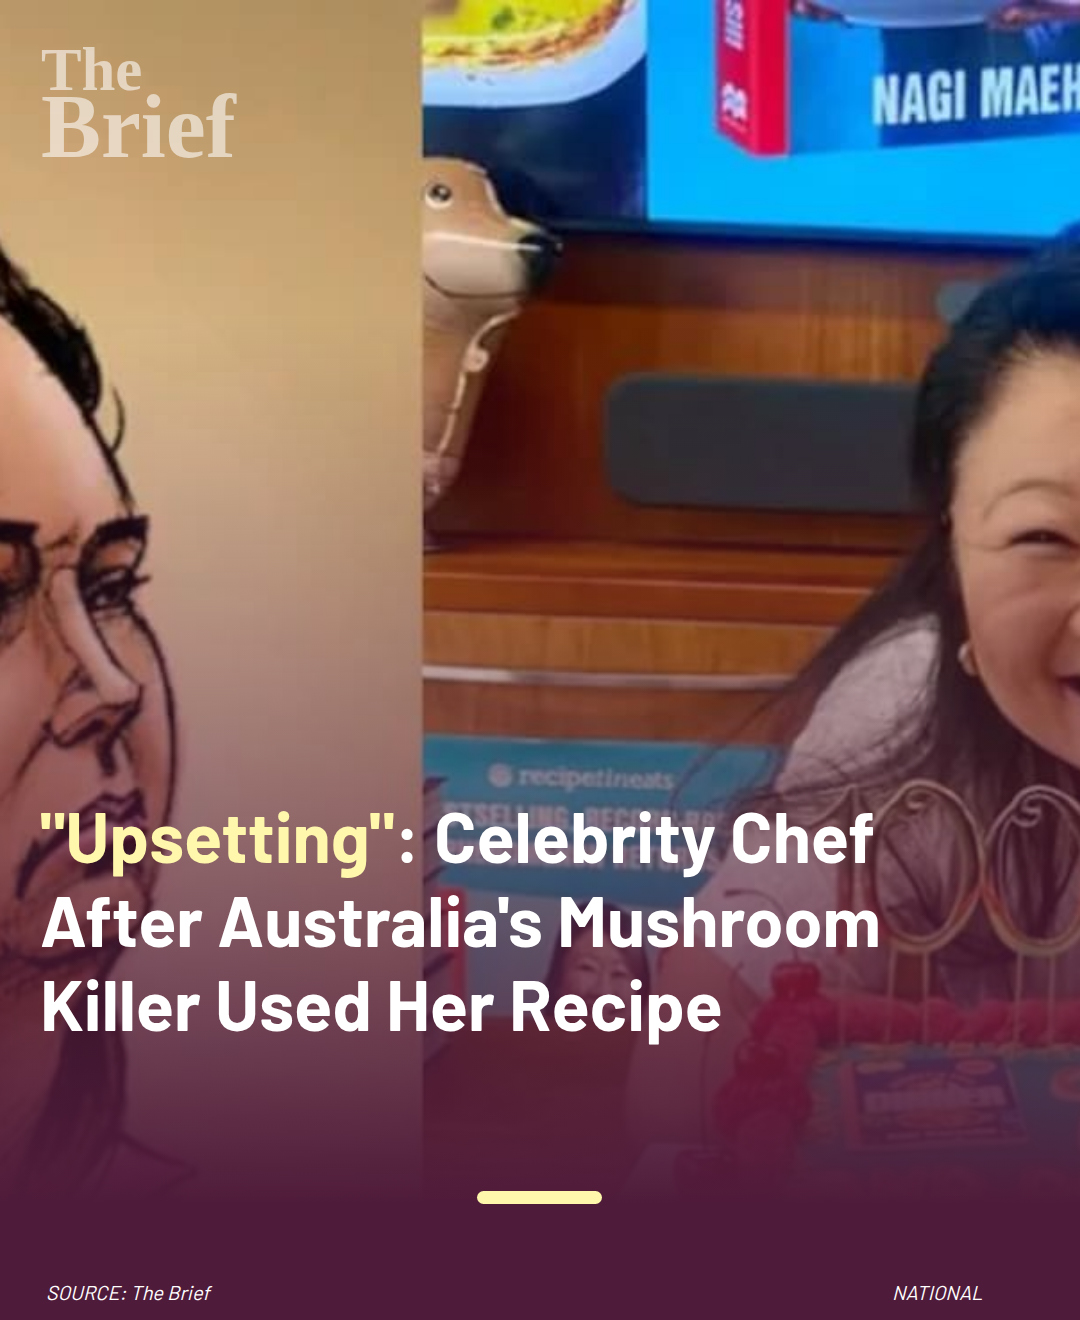 The
Brief
NAGI MAEH
recipetineats
"Upsetting": Celebrity Chef
After Australia's Mushroom
Killer Used Her Recipe
SOURCE: The Brief
NATIONAL